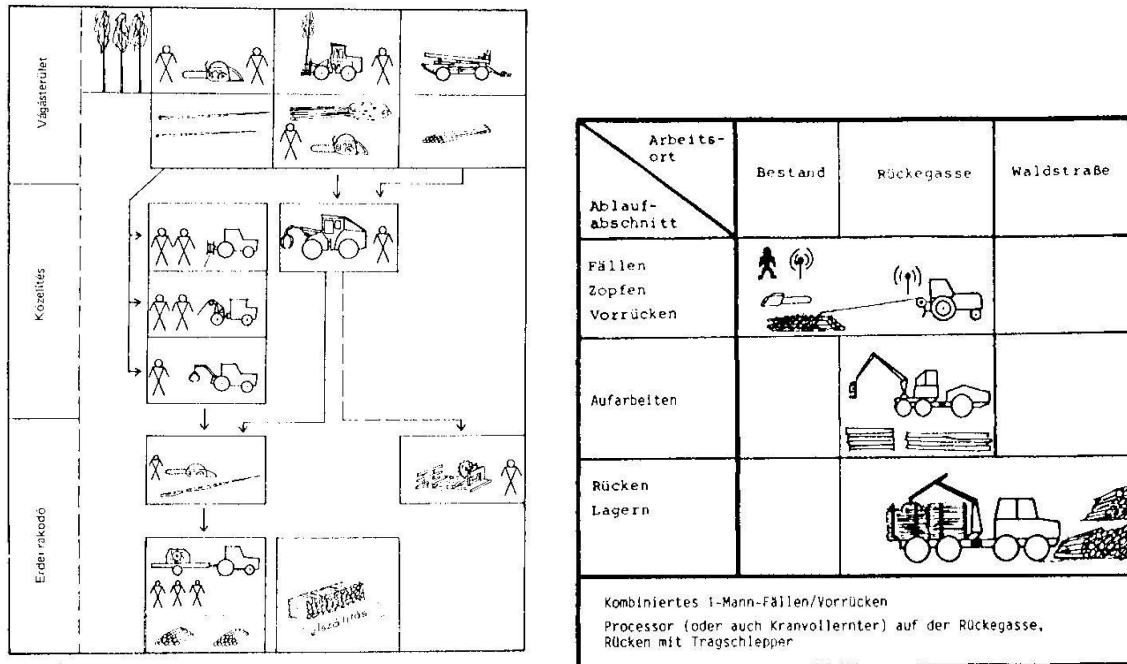 Vágásterület
Közelítés
Erdei rakodó
elszállítás
Arbeits-
ort
Ablauf-
abschnitt
Bestand
Rückegasse
Waldstraße
Fällen
Zopfen
Vorrücken
Aufarbeiten
Rücken
Lagern
Kombiniertes 1-Mann-Fällen/Vorrücken
Processor (oder auch Kranvollernter) auf der Rückegasse,
Rücken mit Tragschlepper